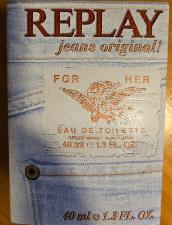 REPLAY
jeans original!
FOR HER
EAU DE TOILETTE
40 ml e 1.3 FL. OZ.
40 ml e 1.3 FL. OZ.